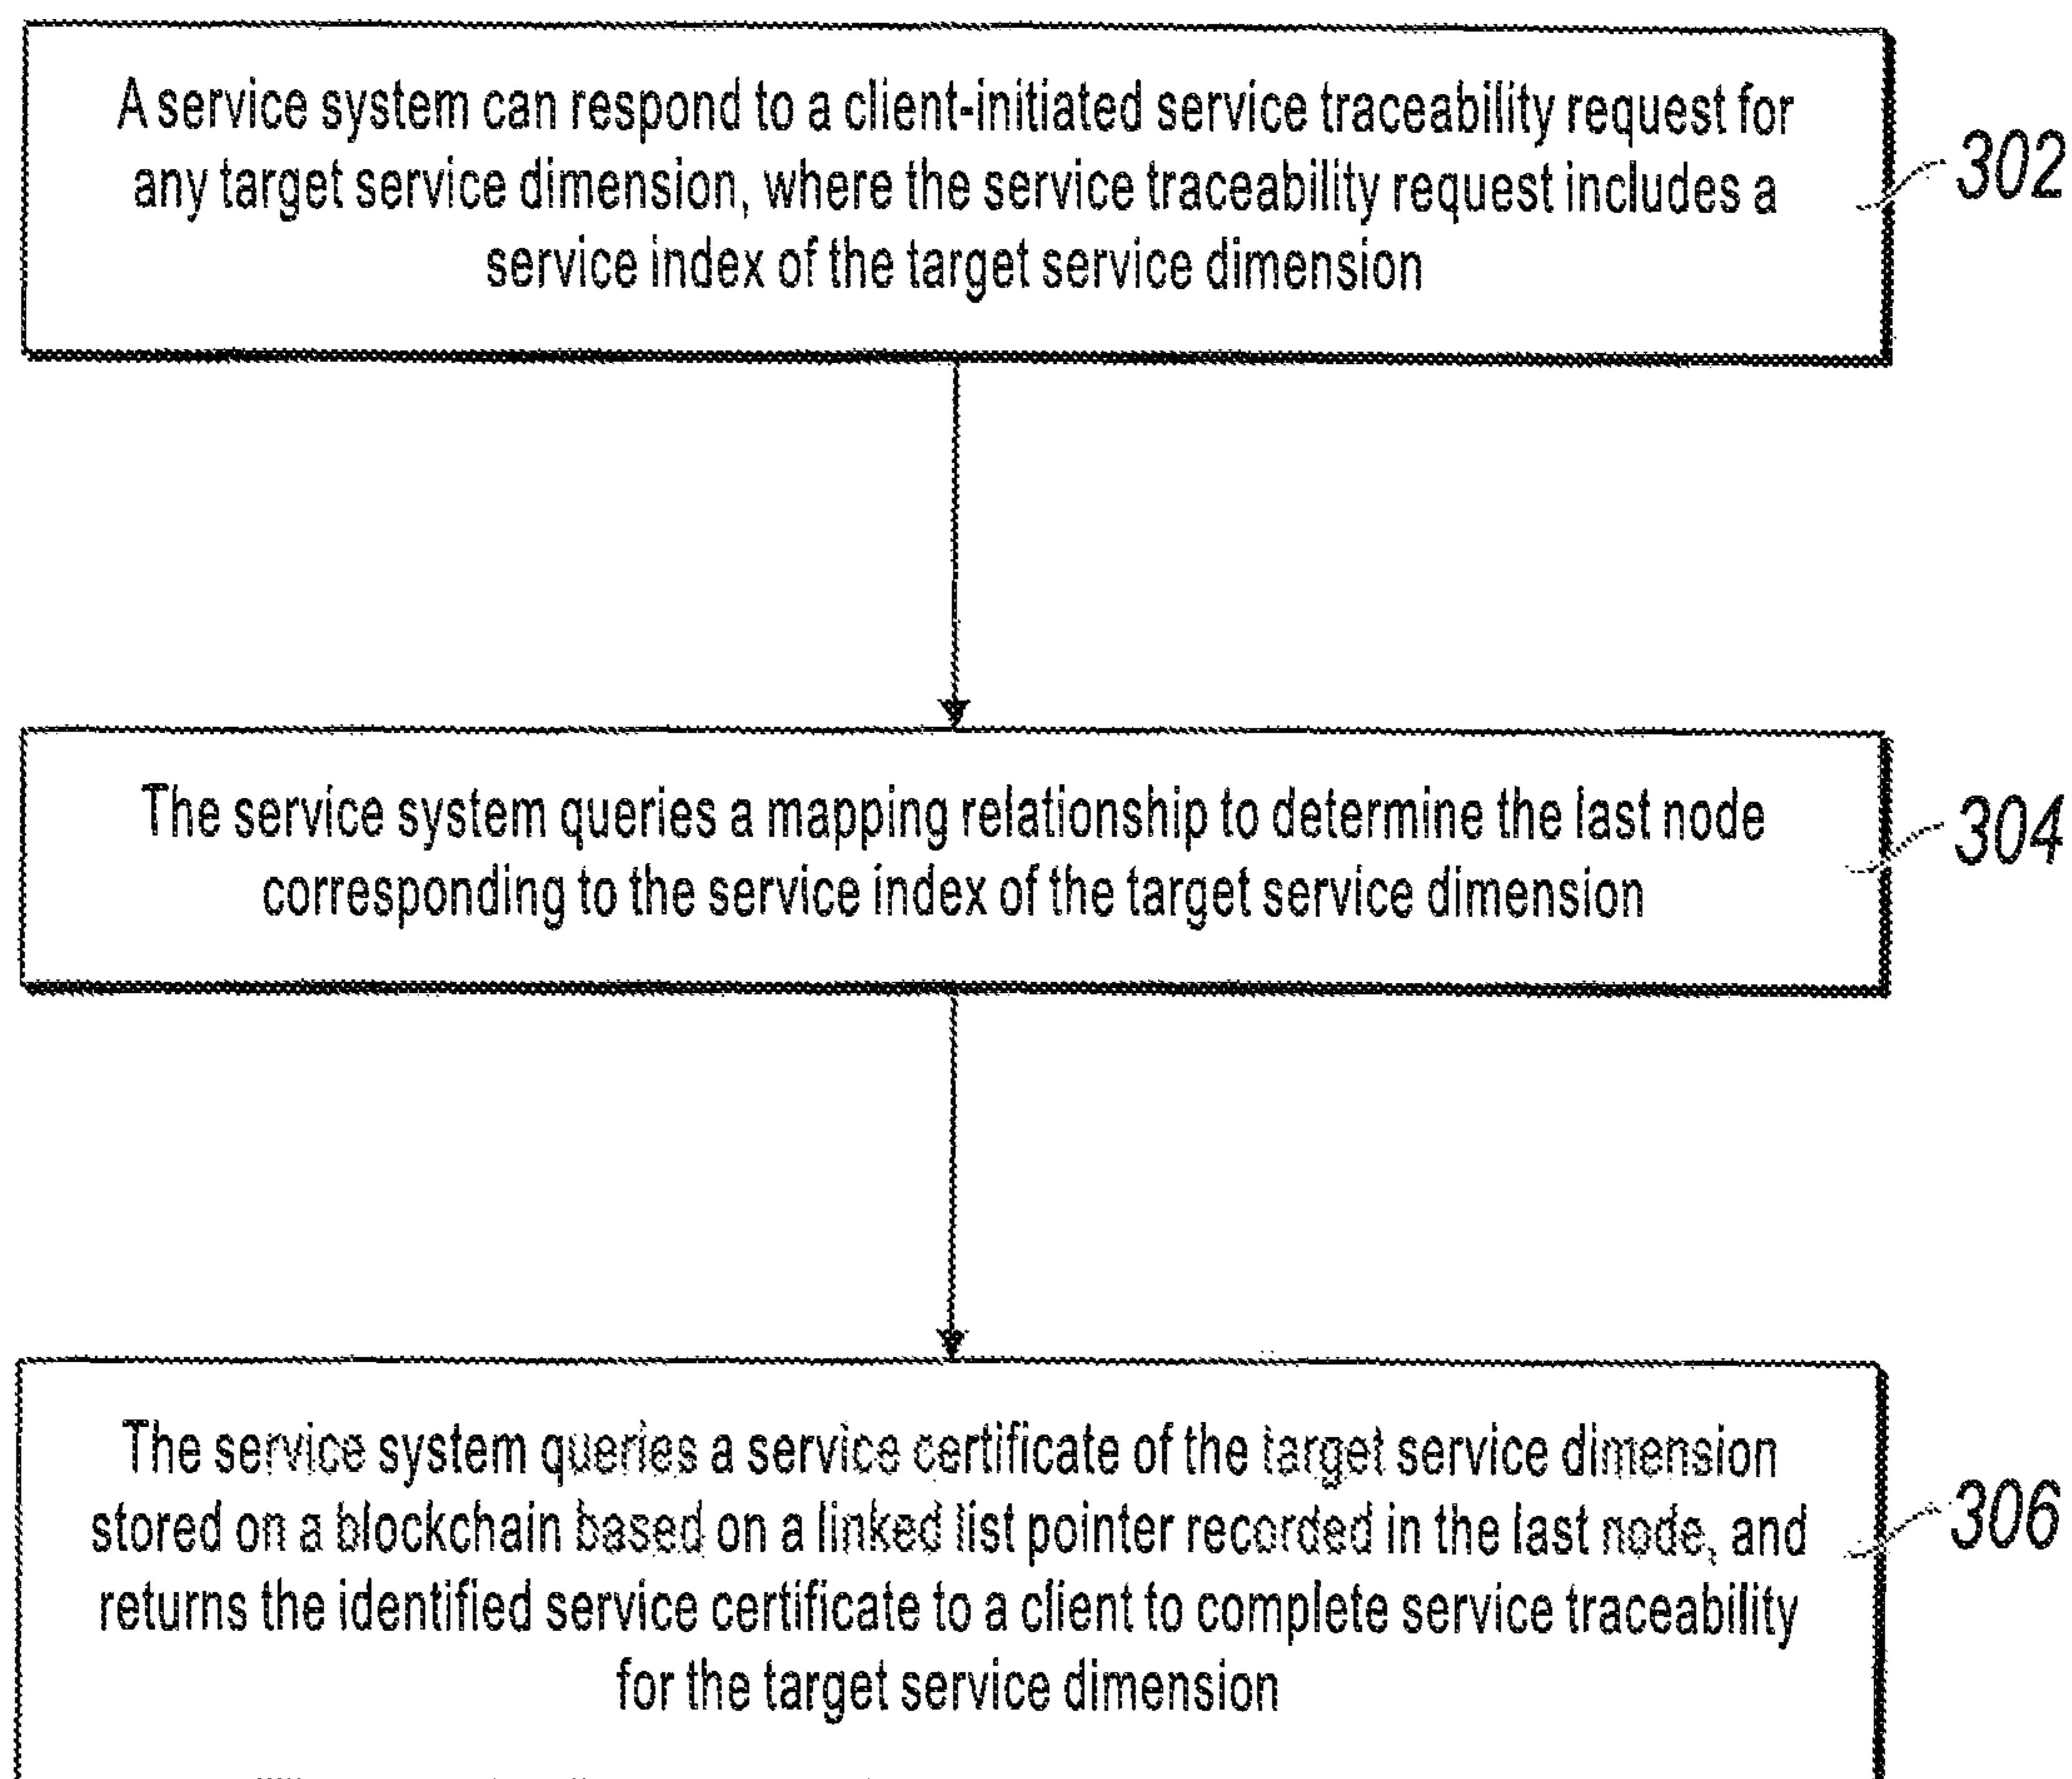 A service system can respond to a client-initiated service traceability request for
any target service dimension, where the service traceability request includes a
service index of the target service dimension
302
The service system queries a mapping relationship to determine the last node
corresponding to the service index of the target service dimension
304
The service system queries a service certificate of the target service dimension
stored on a blockchain based on a linked list pointer recorded in the last node, and
returns the identified service certificate to a client to complete service traceability
for the target service dimension
306